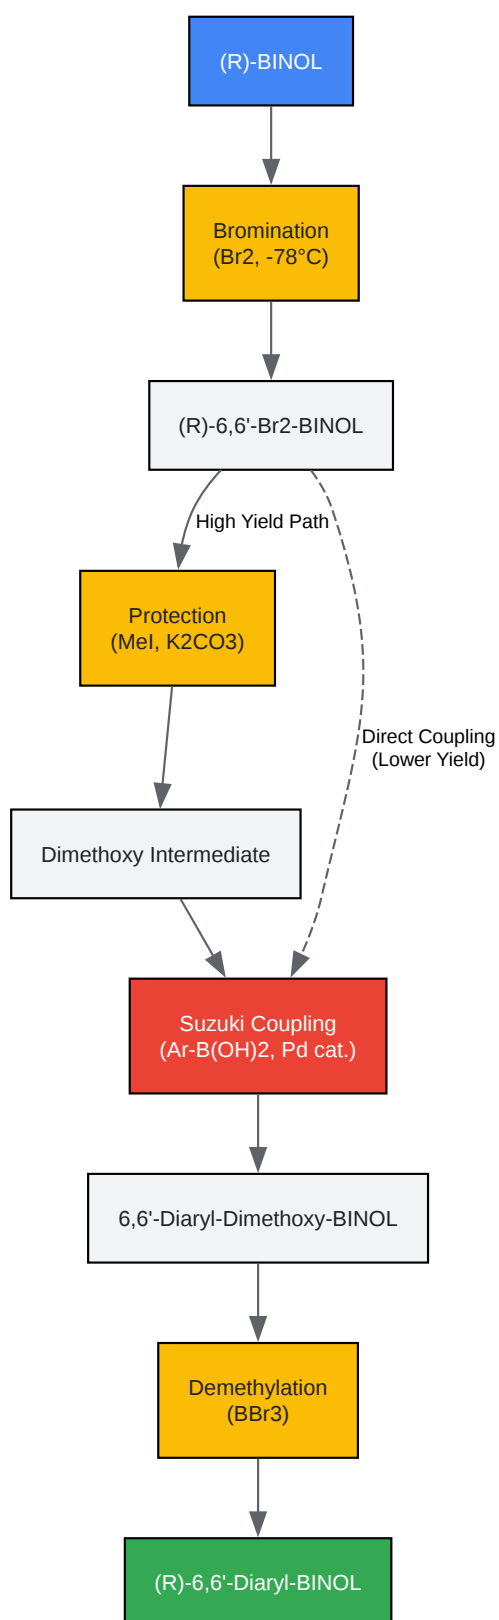 (R)-BINOL
Bromination
(Br2, -78°C)
(R)-6,6'-Br2-BINOL
High Yield Path
Protection
(MeI, K2CO3)
Direct Coupling
(Lower Yield)
Dimethoxy Intermediate
Suzuki Coupling
(Ar-B(OH)2, Pd cat.)
6,6'-Diaryl-Dimethoxy-BINOL
Demethylation
(BBr3)
(R)-6,6'-Diaryl-BINOL